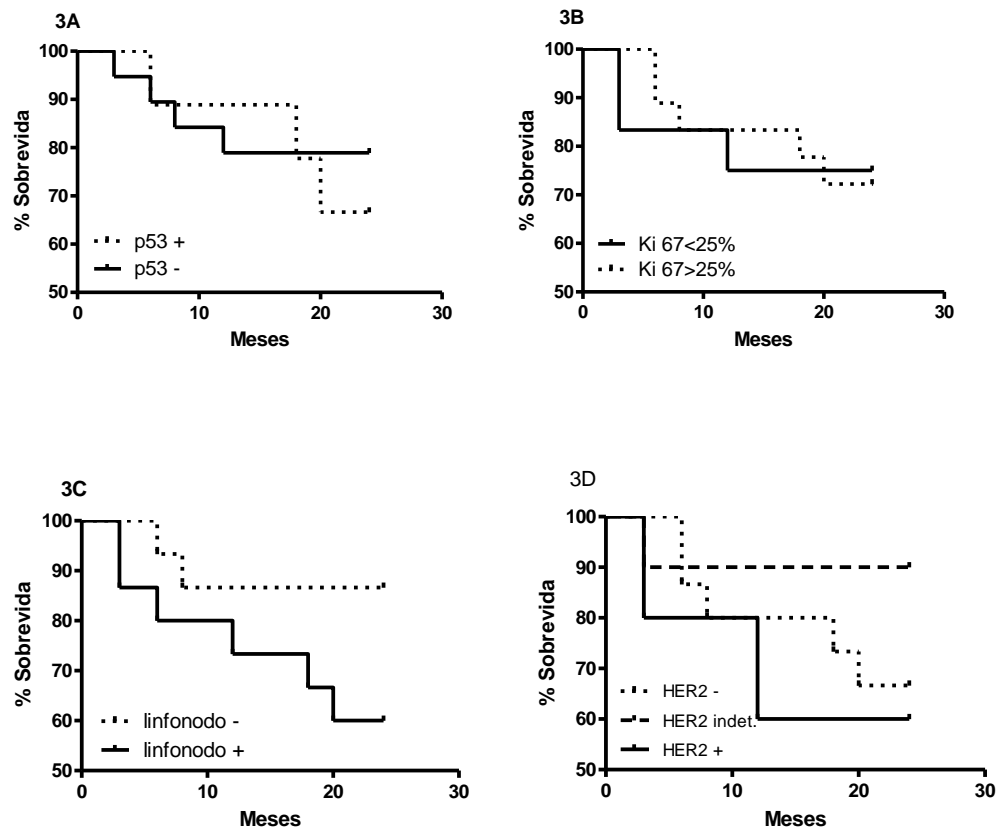 3A
100
90
80
70
60
50
% Sobrevida
p53 +
p53 -
0
10
20
30
Meses
3B
100
90
80
70
60
50
% Sobrevida
Ki 67<25%
Ki 67>25%
0
10
20
30
Meses
3C
100
90
80
70
60
50
% Sobrevida
linfonodo -
linfonodo +
0
10
20
30
Meses
3D
100
90
80
70
60
50
% Sobrevida
HER2 -
HER2 indet.
HER2 +
0
10
20
30
Meses